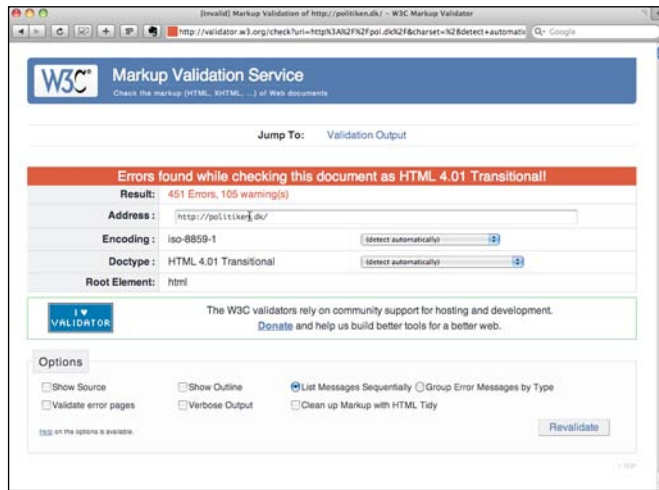 [Invalid] Markup Validation of http://politiken.dk/ – W3C Markup Validator
http://validator.w3.org/check?uri=http%3A%2F%2Fpol.dk%2F&charset=%28detect+automatic
Google
W3C® Markup Validation Service
Check the markup (HTML, XHTML, ...) of Web documents
Jump To: Validation Output
Errors found while checking this document as HTML 4.01 Transitional!
Result: 451 Errors, 105 warning(s)
Address : http://politiken.dk/
Encoding : iso-8859-1 (detect automatically)
Doctype : HTML 4.01 Transitional (detect automatically)
Root Element: html
I ♥ VALIDATOR
The W3C validators rely on community support for hosting and development.
Donate and help us build better tools for a better web.
Options
Show Source Show Outline List Messages Sequentially Group Error Messages by Type
Validate error pages Verbose Output Clean up Markup with HTML Tidy
Help on the options is available.
Revalidate
TOP